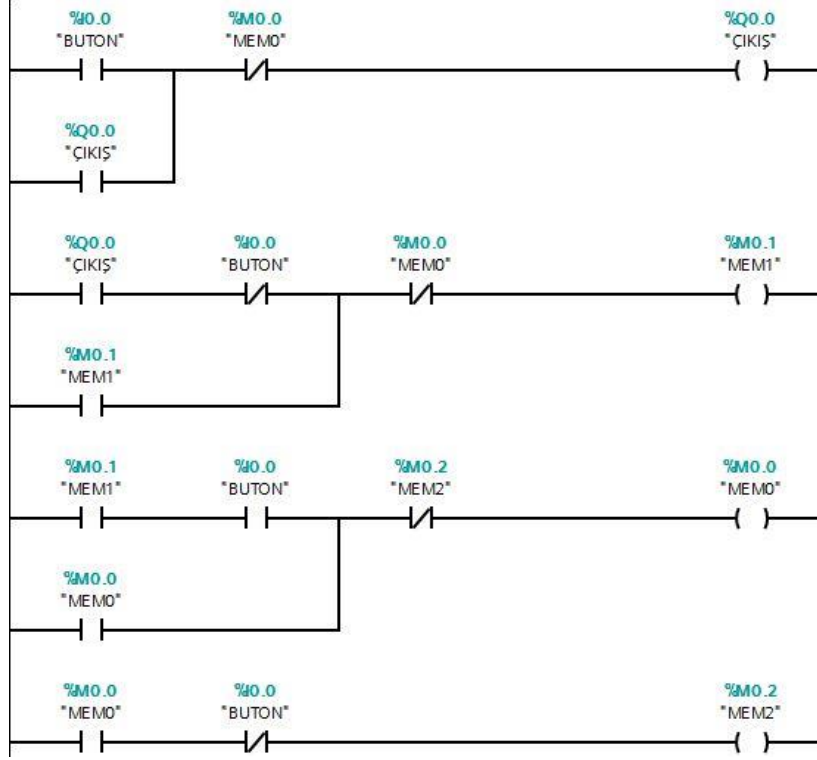 %I0.0 %M0.0 %Q0.0
"BUTON" "MEM0" "ÇIKIŞ"
%Q0.0
"ÇIKIŞ"
%Q0.0 %I0.0 %M0.0 %M0.1
"ÇIKIŞ" "BUTON" "MEM0" "MEM1"
%M0.1
"MEM1"
%M0.1 %I0.0 %M0.2 %M0.0
"MEM1" "BUTON" "MEM2" "MEM0"
%M0.0
"MEM0"
%M0.0 %I0.0 %M0.2
"MEM0" "BUTON" "MEM2"